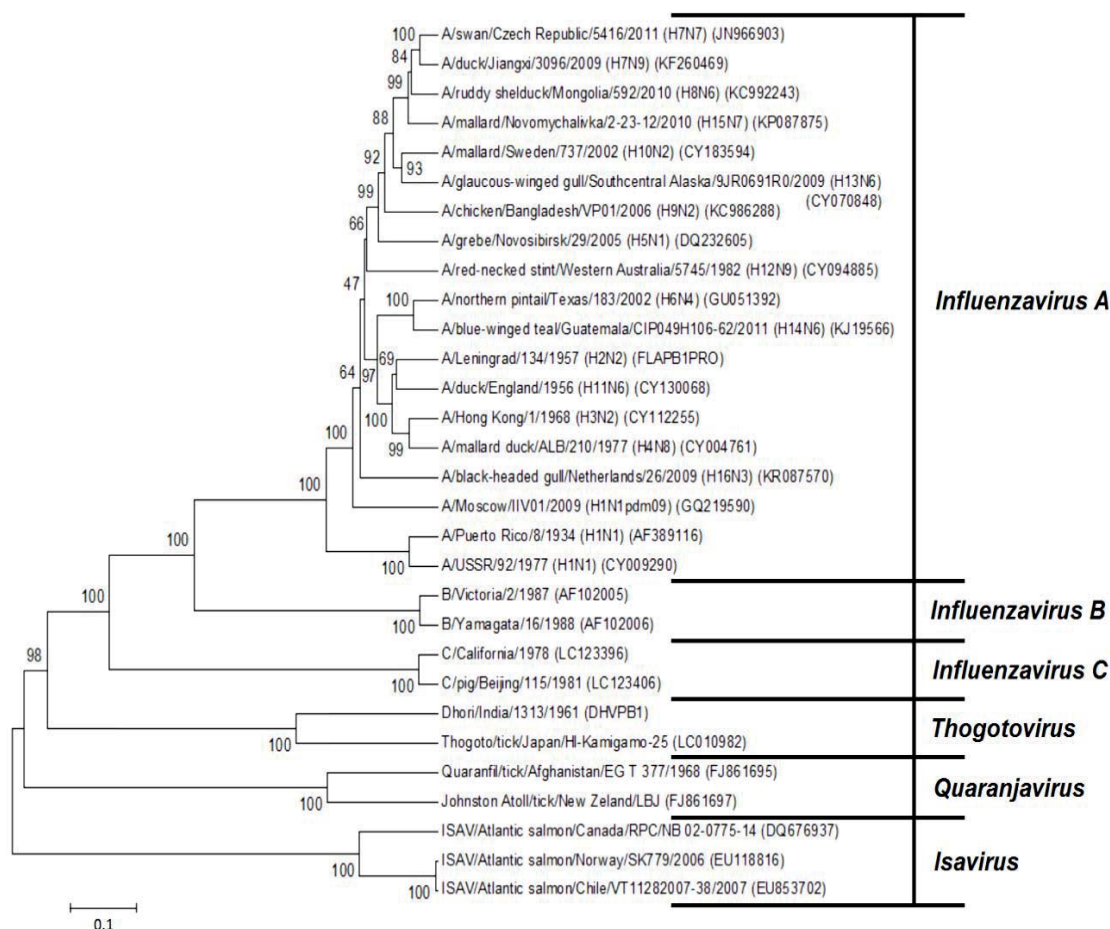 100 A/swan/Czech Republic/5416/2011 (H7N7) (JN966903)
84
A/duck/Jiangxi/3096/2009 (H7N9) (KF260469)
99
A/ruddy shelduck/Mongolia/592/2010 (H8N6) (KC992243)
88
A/mallard/Novomychalivka/2-23-12/2010 (H15N7) (KP087875)
92
A/mallard/Sweden/737/2002 (H10N2) (CY183594)
93
A/glaucous-winged gull/Southcentral Alaska/9JR0691R0/2009 (H13N6)
(CY070848)
99
A/chicken/Bangladesh/VP01/2006 (H9N2) (KC986288)
66
A/grebe/Novosibirsk/29/2005 (H5N1) (DQ232605)
A/red-necked stint/Western Australia/5745/1982 (H12N9) (CY094885)
47
100 A/northern pintail/Texas/183/2002 (H6N4) (GU051392)
Influenzavirus A
A/blue-winged teal/Guatemala/CIP049H106-62/2011 (H14N6) (KJ19566)
69 A/Leningrad/134/1957 (H2N2) (FLAPB1PRO)
64 97
A/duck/England/1956 (H11N6) (CY130068)
100 A/Hong Kong/1/1968 (H3N2) (CY112255)
100 99 A/mallard duck/ALB/210/1977 (H4N8) (CY004761)
A/black-headed gull/Netherlands/26/2009 (H16N3) (KR087570)
100
A/Moscow/IIV01/2009 (H1N1pdm09) (GQ219590)
A/Puerto Rico/8/1934 (H1N1) (AF389116)
100
100 A/USSR/92/1977 (H1N1) (CY009290)
B/Victoria/2/1987 (AF102005)
100
Influenzavirus B
100 B/Yamagata/16/1988 (AF102006)
C/California/1978 (LC123396)
98
Influenzavirus C
100 C/pig/Beijing/115/1981 (LC123406)
Dhori/India/1313/1961 (DHVPB1)
Thogotovirus
100 Thogoto/tick/Japan/HI-Kamigamo-25 (LC010982)
Quaranfil/tick/Afghanistan/EG T 377/1968 (FJ861695)
Quaranjavirus
100 Johnston Atoll/tick/New Zeland/LBJ (FJ861697)
ISAV/Atlantic salmon/Canada/RPC/NB 02-0775-14 (DQ676937)
ISAV/Atlantic salmon/Norway/SK779/2006 (EU118816)
Isavirus
100
100 ISAV/Atlantic salmon/Chile/VT11282007-38/2007 (EU853702)
0.1